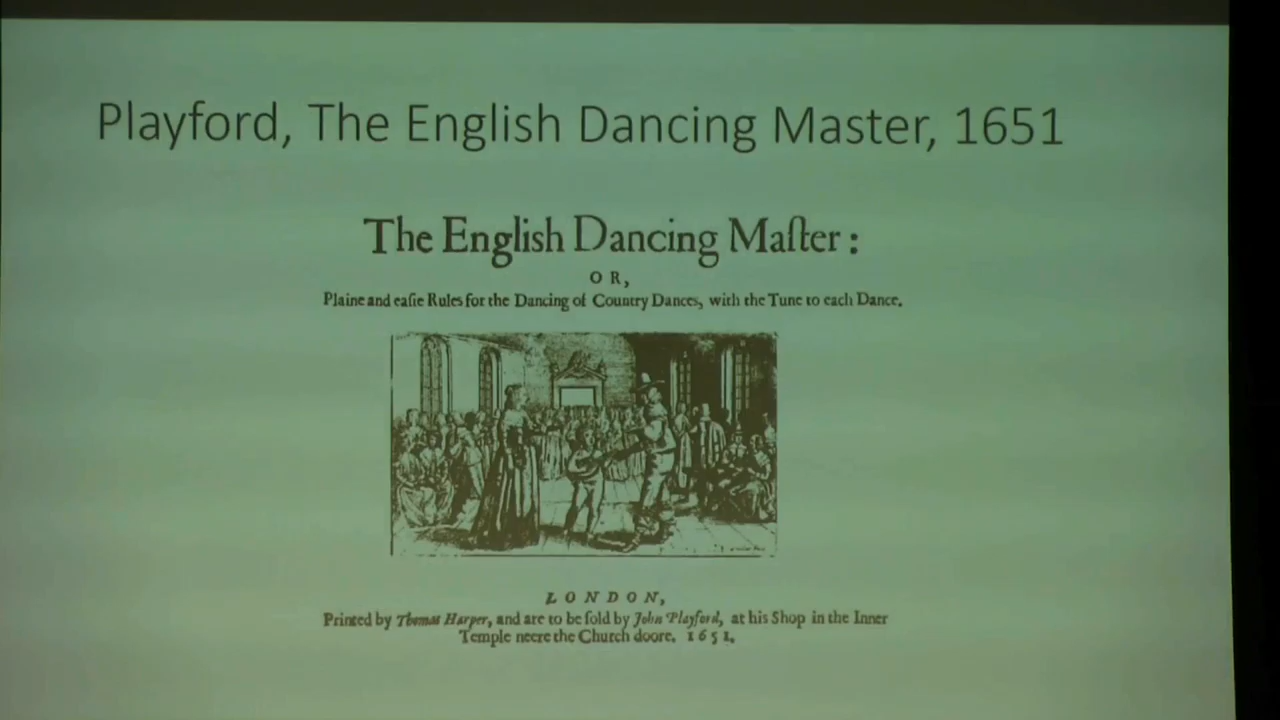 Playford, The English Dancing Master, 1651
The English Dancing Maſter:
OR,
Plaine and eaſie Rules for the Dancing of Country Dances, with the Tune to each Dance.
LONDON,
Printed by Thomas Harper, and are to be ſold by John Playford, at his Shop in the Inner
Temple neere the Church doore. 1651.